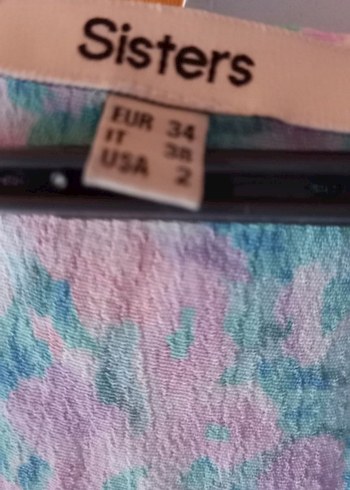 Sisters
EUR 34
IT 38
USA 2